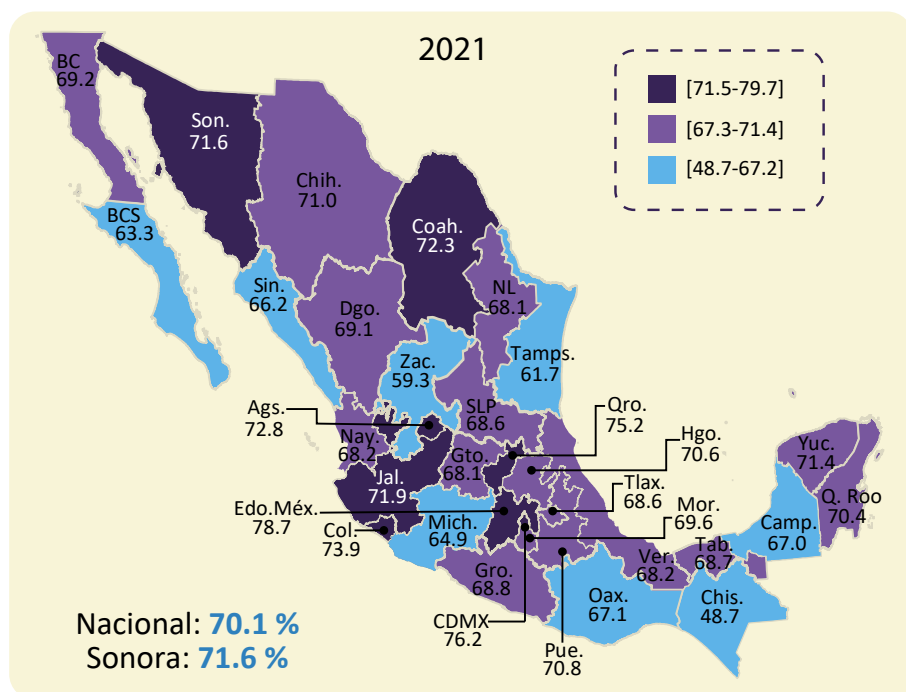 2021
[71.5-79.7]
[67.3-71.4]
[48.7-67.2]
BC
69.2
Son.
71.6
Chih.
71.0
Coah.
72.3
BCS
63.3
Sin.
66.2
Dgo.
69.1
NL
68.1
Zac.
59.3
Tamps.
61.7
Ags.
72.8
SLP
68.6
Qro.
75.2
Nay.
68.2
Gto.
68.1
Hgo.
70.6
Yuc.
71.4
Jal.
71.9
Tlax.
68.6
Q. Roo
70.4
Edo.Méx.
78.7
Mor.
69.6
Camp.
67.0
Col.
73.9
Mich.
64.9
Ver.
68.2
Tab.
68.7
Gro.
68.8
Oax.
67.1
Chis.
48.7
CDMX
76.2
Pue.
70.8
Nacional: 70.1 %
Sonora: 71.6 %